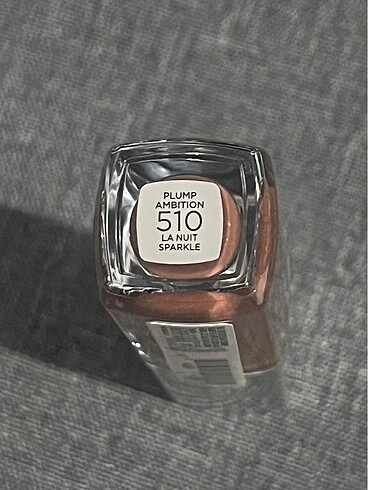 PLUMP
AMBITION
510
LA NUIT
SPARKLE